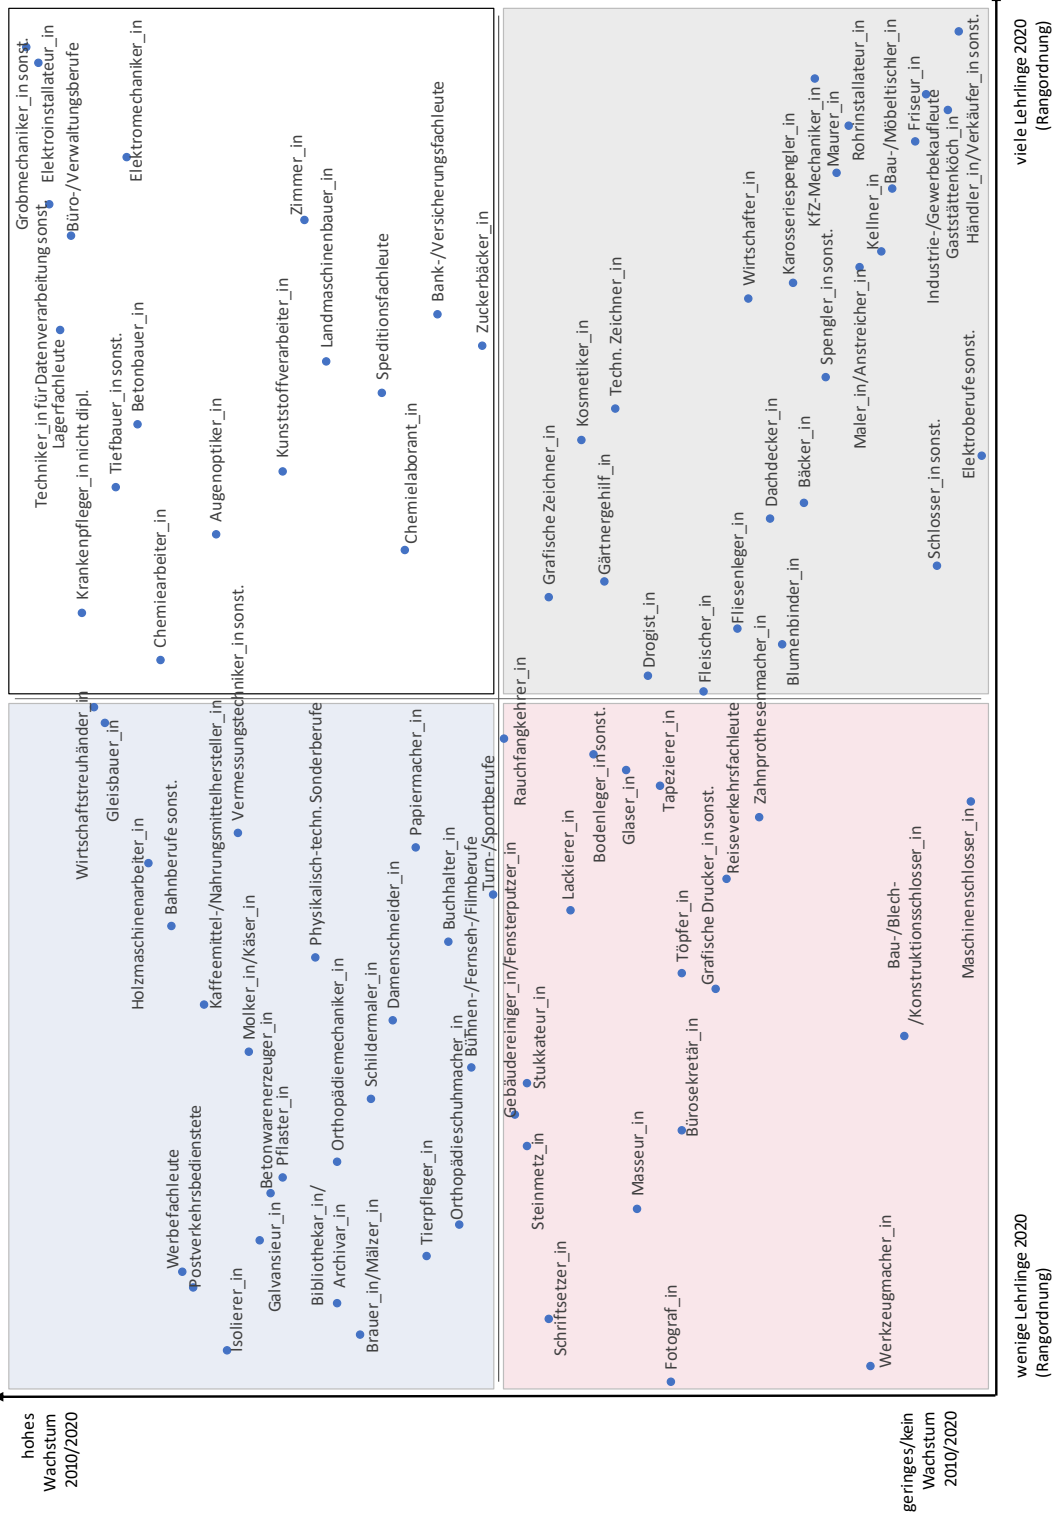 hohes
Wachstum
2010/2020
geringes/kein
Wachstum
2010/2020
wenige Lehrlinge 2020
(Rangordnung)
viele Lehrlinge 2020
(Rangordnung)
Grobmechaniker_in sonst.
Elektroinstallateur_in
Techniker_in für Datenverarbeitung sonst.
Büro-/Verwaltungsberufe
Lagerfachleute
Krankenpfleger_in nicht dipl.
Tiefbauer_in sonst.
Elektromechaniker_in
Betonbauer_in
Chemiearbeiter_in
Augenoptiker_in
Kunststoffverarbeiter_in
Zimmer_in
Landmaschinenbauer_in
Speditionsfachleute
Chemielaborant_in
Bank-/Versicherungsfachleute
Zuckerbäcker_in
Wirtschaftstreuhänder_in
Gleisbauer_in
Holzmaschinenarbeiter_in
Bahnberufe sonst.
Werbefachleute
Postverkehrsbedienstete
Kaffeemittel-/Nahrungsmittelhersteller_in
Isolierer_in
Vermessungstechniker_in sonst.
Molker_in/Käser_in
Galvansieur_in
Betonwarenerzeuger_in
Pflaster_in
Physikalisch-techn. Sonderberufe
Bibliothekar_in/
Archivar_in
Orthopädiemechaniker_in
Brauer_in/Mälzer_in
Schildermaler_in
Damenschneider_in
Papiermacher_in
Tierpfleger_in
Buchhalter_in
Orthopädieschuhmacher_in
Bühnen-/Fernseh-/Filmberufe
Turn-/Sportberufe
Rauchfangkehrer_in
Gebäudereiniger_in/Fensterputzer_in
Stukkateur_in
Steinmetz_in
Schriftsetzer_in
Lackierer_in
Bodenleger_in sonst.
Glaser_in
Masseur_in
Tapezierer_in
Fotograf_in
Töpfer_in
Bürosekretär_in
Grafische Drucker_in sonst.
Reiseverkehrsfachleute
Zahnprothesenmacher_in
Werkzeugmacher_in
Bau-/Blech-
/Konstruktionsschlosser_in
Maschinenschlosser_in
Grafische Zeichner_in
Kosmetiker_in
Gärtnergehilf_in
Techn. Zeichner_in
Drogist_in
Fleischer_in
Fliesenleger_in
Wirtschafter_in
Dachdecker_in
Blumenbinder_in
Karosseriespengler_in
Bäcker_in
KfZ-Mechaniker_in
Spengler_in sonst.
Maurer_in
Rohrinstallateur_in
Maler_in/Anstreicher_in
Kellner_in
Bau-/Möbeltischler_in
Friseur_in
Industrie-/Gewerbekaufleute
Gaststättenköch_in
Händler_in/Verkäufer_in sonst.
Schlosser_in sonst.
Elektroberufe sonst.